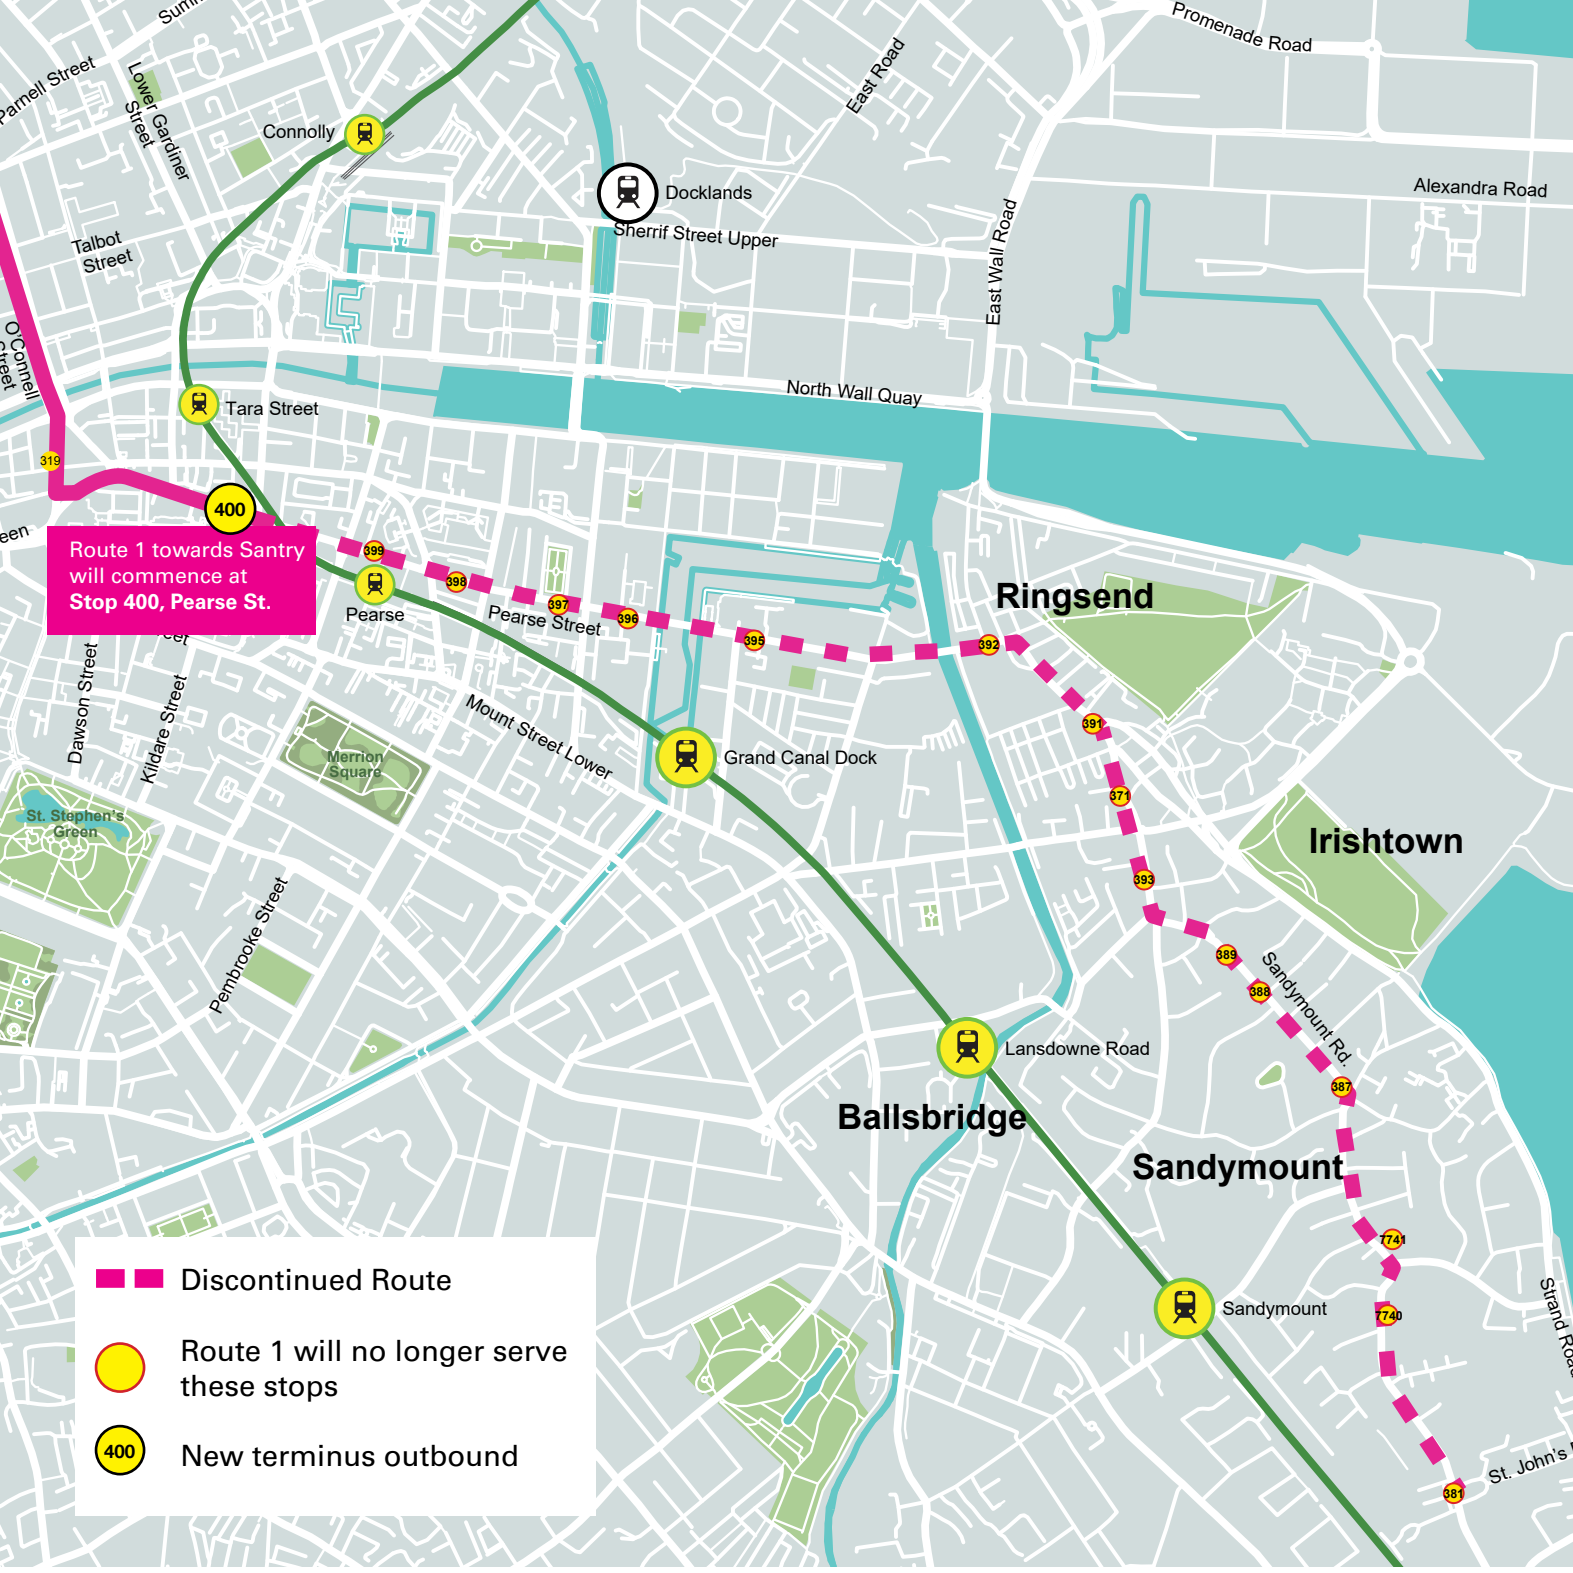 Promenade Road
Parnell Street
Lower Gardiner
Street
East Road
Connolly
Docklands
Alexandra Road
Sherrif Street Upper
Talbot
Street
East Wall Road
O'Connell
Street
North Wall Quay
Tara Street
319
400
Route 1 towards Santry
will commence at
Stop 400, Pearse St.
399
398
397
396
395
392
391
371
393
389
388
387
7741
7740
381
Pearse
Pearse Street
Ringsend
Dawson Street
Kildare Street
Mount Street Lower
Merrion
Square
Grand Canal Dock
St. Stephen's
Green
Irishtown
Pembrooke Street
Sandymount Rd.
Lansdowne Road
Ballsbridge
Sandymount
Sandymount
Strand Road
St. John's
Discontinued Route
Route 1 will no longer serve
these stops
400
New terminus outbound